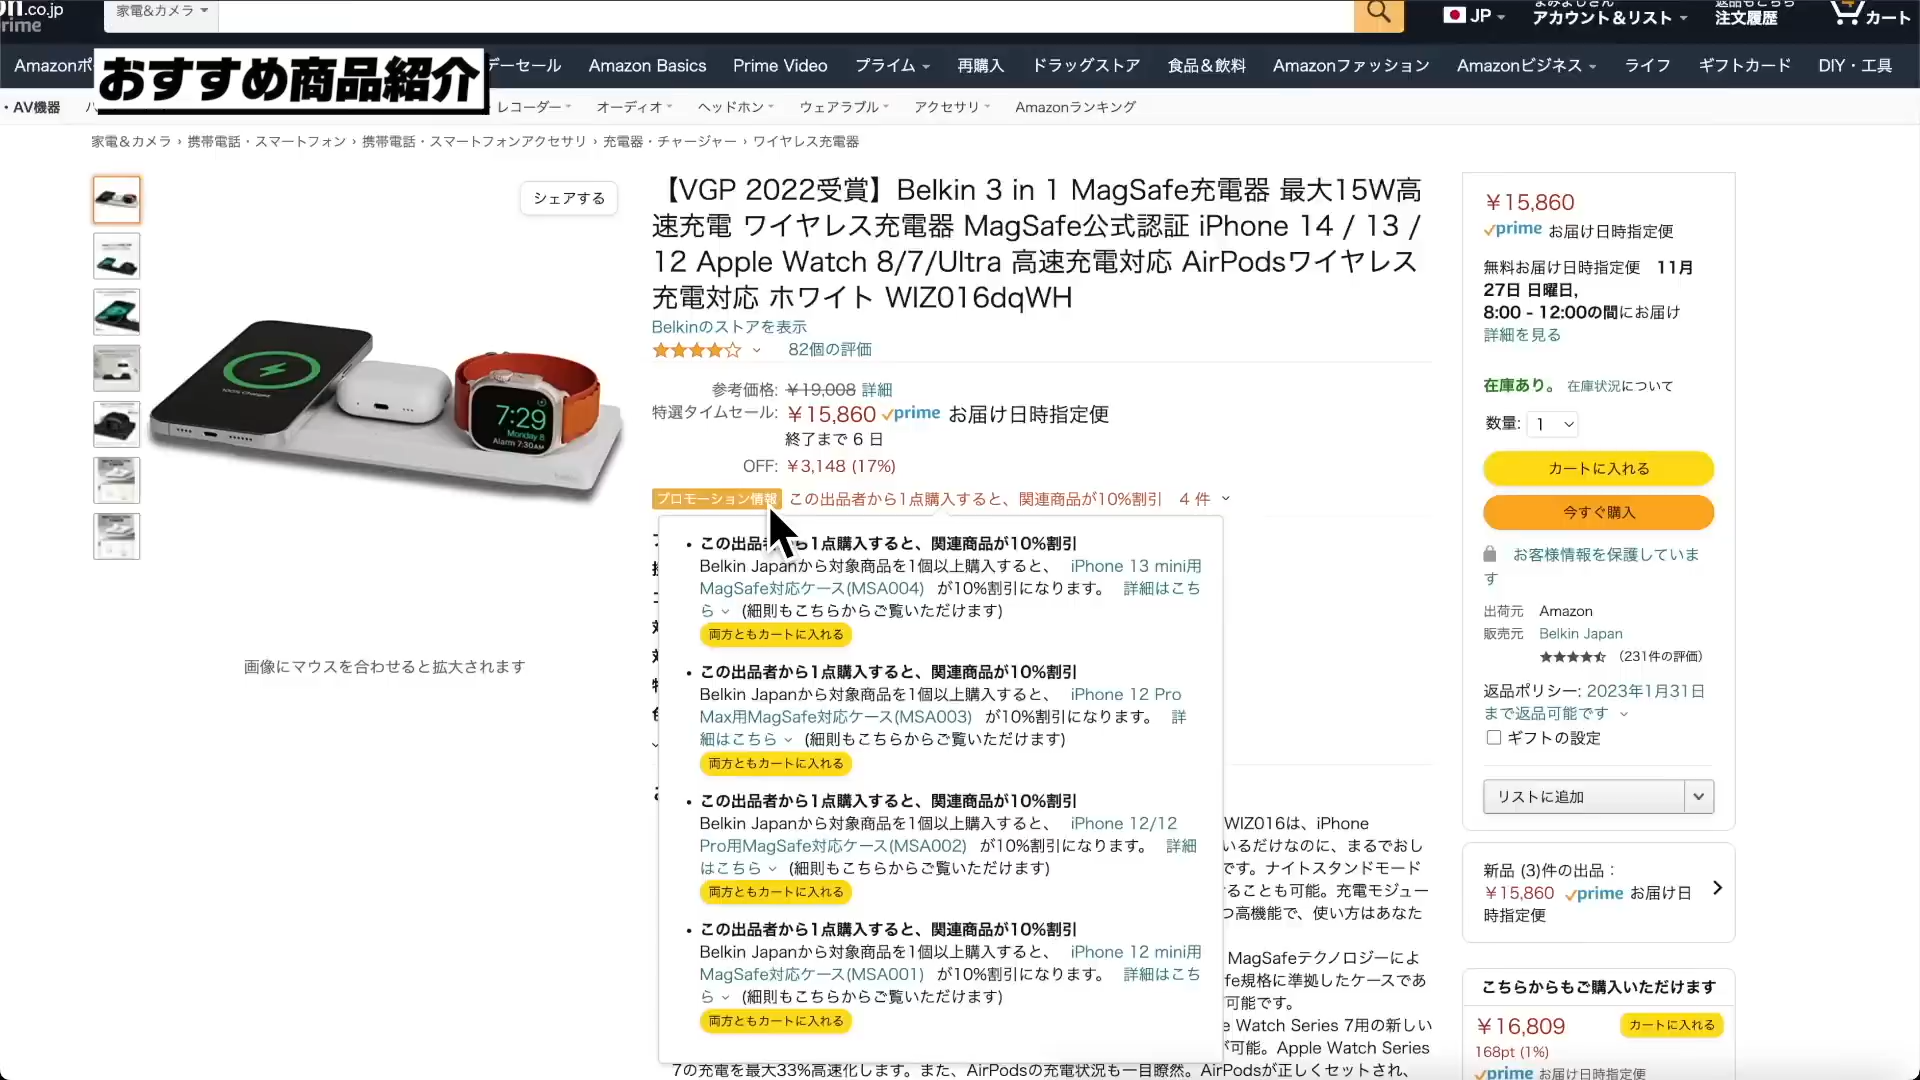 .co.jp
家電&カメラ
JP
アカウント&リスト
注文履歴
カート
rime
おすすめ商品紹介
デーセール
Amazon Basics
Prime Video
プライム
再購入
ドラッグストア
食品&飲料
Amazonファッション
Amazonビジネス
ライフ
ギフトカード
DIY・工具
・AV機器
レコーダー
オーディオ
ヘッドホン
ウェアラブル
アクセサリ
Amazonランキング
家電&カメラ › 携帯電話・スマートフォン › 携帯電話・スマートフォンアクセサリ › 充電器・チャージャー › ワイヤレス充電器
シェアする
7:29
Monday 8
Alarm 7:30AM
画像にマウスを合わせると拡大されます
【VGP 2022受賞】Belkin 3 in 1 MagSafe充電器 最大15W高
速充電 ワイヤレス充電器 MagSafe公式認証 iPhone 14 / 13 /
12 Apple Watch 8/7/Ultra 高速充電対応 AirPodsワイヤレス
充電対応 ホワイト WIZ016dqWH
Belkinのストアを表示
82個の評価
参考価格: ￥19,008 詳細
特選タイムセール: ￥15,860 prime お届け日時指定便
終了まで 6 日
OFF: ￥3,148 (17%)
プロモーション情報 この出品者から1点購入すると、関連商品が10%割引 4 件
この出品者から1点購入すると、関連商品が10%割引
Belkin Japanから対象商品を1個以上購入すると、 iPhone 13 mini用
MagSafe対応ケース(MSA004) が10%割引になります。 詳細はこち
ら (細則もこちらからご覧いただけます)
両方ともカートに入れる
この出品者から1点購入すると、関連商品が10%割引
Belkin Japanから対象商品を1個以上購入すると、 iPhone 12 Pro
Max用MagSafe対応ケース(MSA003) が10%割引になります。 詳
細はこちら (細則もこちらからご覧いただけます)
両方ともカートに入れる
この出品者から1点購入すると、関連商品が10%割引
Belkin Japanから対象商品を1個以上購入すると、 iPhone 12/12
Pro用MagSafe対応ケース(MSA002) が10%割引になります。 詳細
はこちら (細則もこちらからご覧いただけます)
両方ともカートに入れる
この出品者から1点購入すると、関連商品が10%割引
Belkin Japanから対象商品を1個以上購入すると、 iPhone 12 mini用
MagSafe対応ケース(MSA001) が10%割引になります。 詳細はこち
ら (細則もこちらからご覧いただけます)
両方ともカートに入れる
WIZ016は、iPhone
いるだけなのに、まるでおし
です。ナイトスタンドモード
ることも可能。充電モジュー
つ高機能で、使い方はあなた
MagSafeテクノロジーによ
fe規格に準拠したケースであ
可能です。
e Watch Series 7用の新しい
が可能。Apple Watch Series
7の充電を最大33%高速化します。また、AirPodsの充電状況も一目瞭然。AirPodsが正しくセットされ、
￥15,860
prime お届け日時指定便
無料お届け日時指定便 11月
27日 日曜日,
8:00 - 12:00の間にお届け
詳細を見る
在庫あり。 在庫状況について
数量: 1
カートに入れる
今すぐ購入
お客様情報を保護していま
す
出荷元 Amazon
販売元 Belkin Japan
(231件の評価)
返品ポリシー: 2023年1月31日
まで返品可能です
ギフトの設定
リストに追加
新品 (3)件の出品：
￥15,860 prime お届け日
時指定便
こちらからもご購入いただけます
￥16,809
カートに入れる
168pt (1%)
prime お届け日時指定便